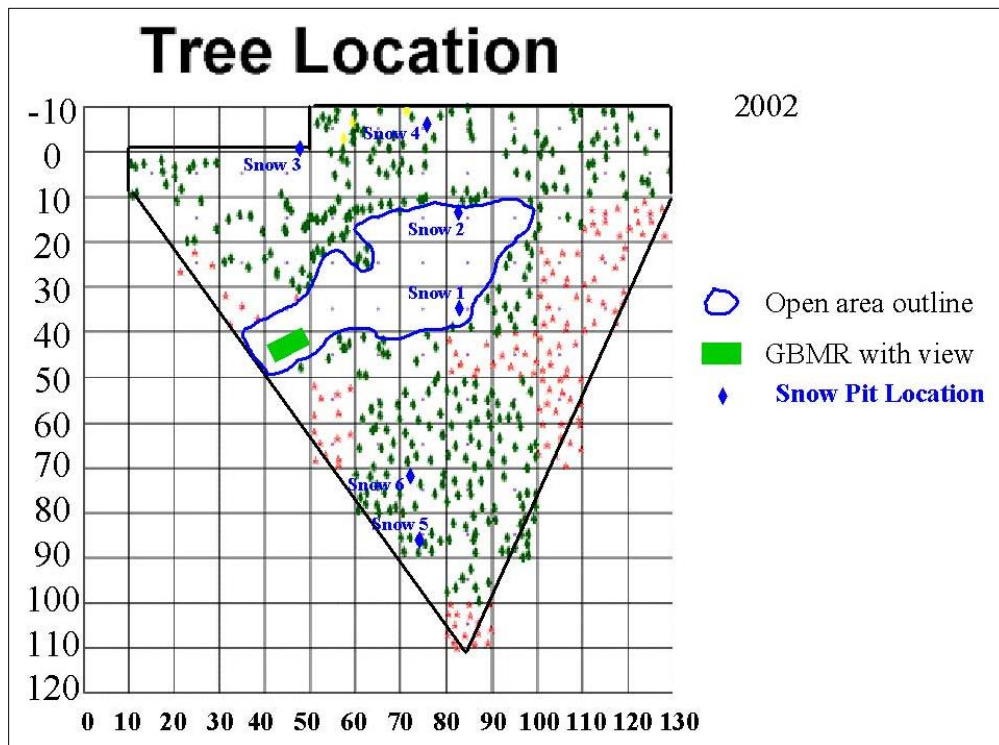 Tree Location
2002
-10
0
10
20
30
40
50
60
70
80
90
100
110
120
Snow 4
Snow 3
Snow 2
Snow 1
Snow 6
Snow 5
Open area outline
GBMR with view
Snow Pit Location
0 10 20 30 40 50 60 70 80 90 100 110 120 130